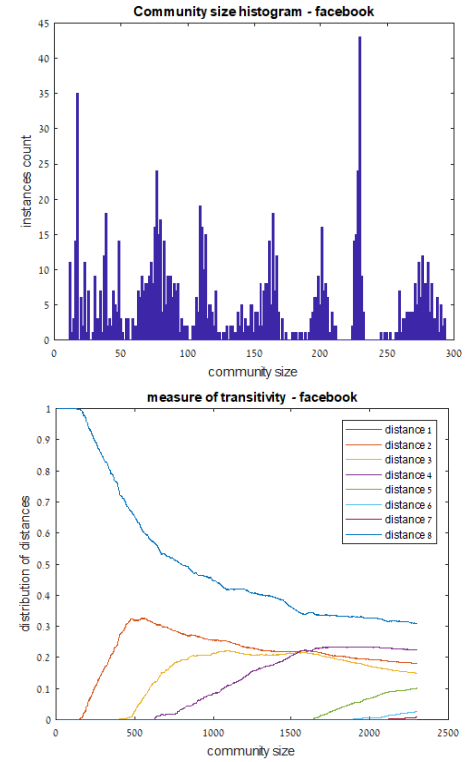 Community size histogram - facebook
45
40
35
30
25
20
15
10
5
0
instances count
0 50 100 150 200 250 300
community size
measure of transitivity - facebook
1
0.9
0.8
0.7
0.6
0.5
0.4
0.3
0.2
0.1
0
distribution of distances
distance 1
distance 2
distance 3
distance 4
distance 5
distance 6
distance 7
distance 8
0 500 1000 1500 2000 2500
community size